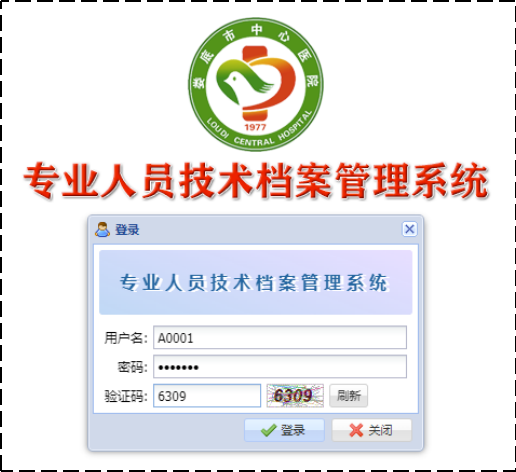 娄底市中心医院
LOUDI CENTRAL HOSPITAL
1977
专业人员技术档案管理系统
登录
专业人员技术档案管理系统
用户名: A0001
密码: •••••••
验证码: 6309 6309 刷新
登录 关闭